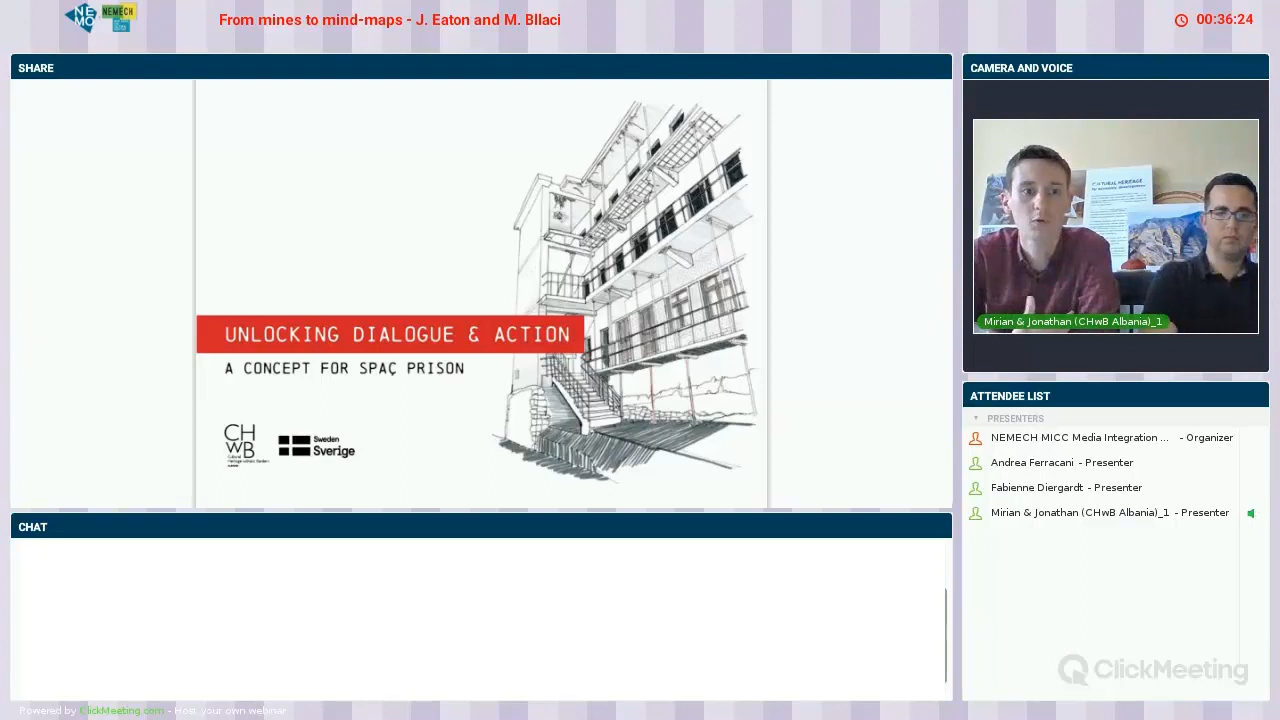 NE
MO
NEMECH
From mines to mind-maps - J. Eaton and M. Bllaci
00:36:24
SHARE
UNLOCKING DIALOGUE & ACTION
A CONCEPT FOR SPAÇ PRISON
CH
WB
Sweden
Sverige
CAMERA AND VOICE
CULTURAL HERITAGE
Mirian & Jonathan (CHwB Albania)_1
ATTENDEE LIST
PRESENTERS
NEMECH MICC Media Integration ... - Organizer
Andrea Ferracani - Presenter
Fabienne Diergardt - Presenter
Mirian & Jonathan (CHwB Albania)_1 - Presenter
CHAT
ClickMeeting
Powered by ClickMeeting.com - Host your own webinar